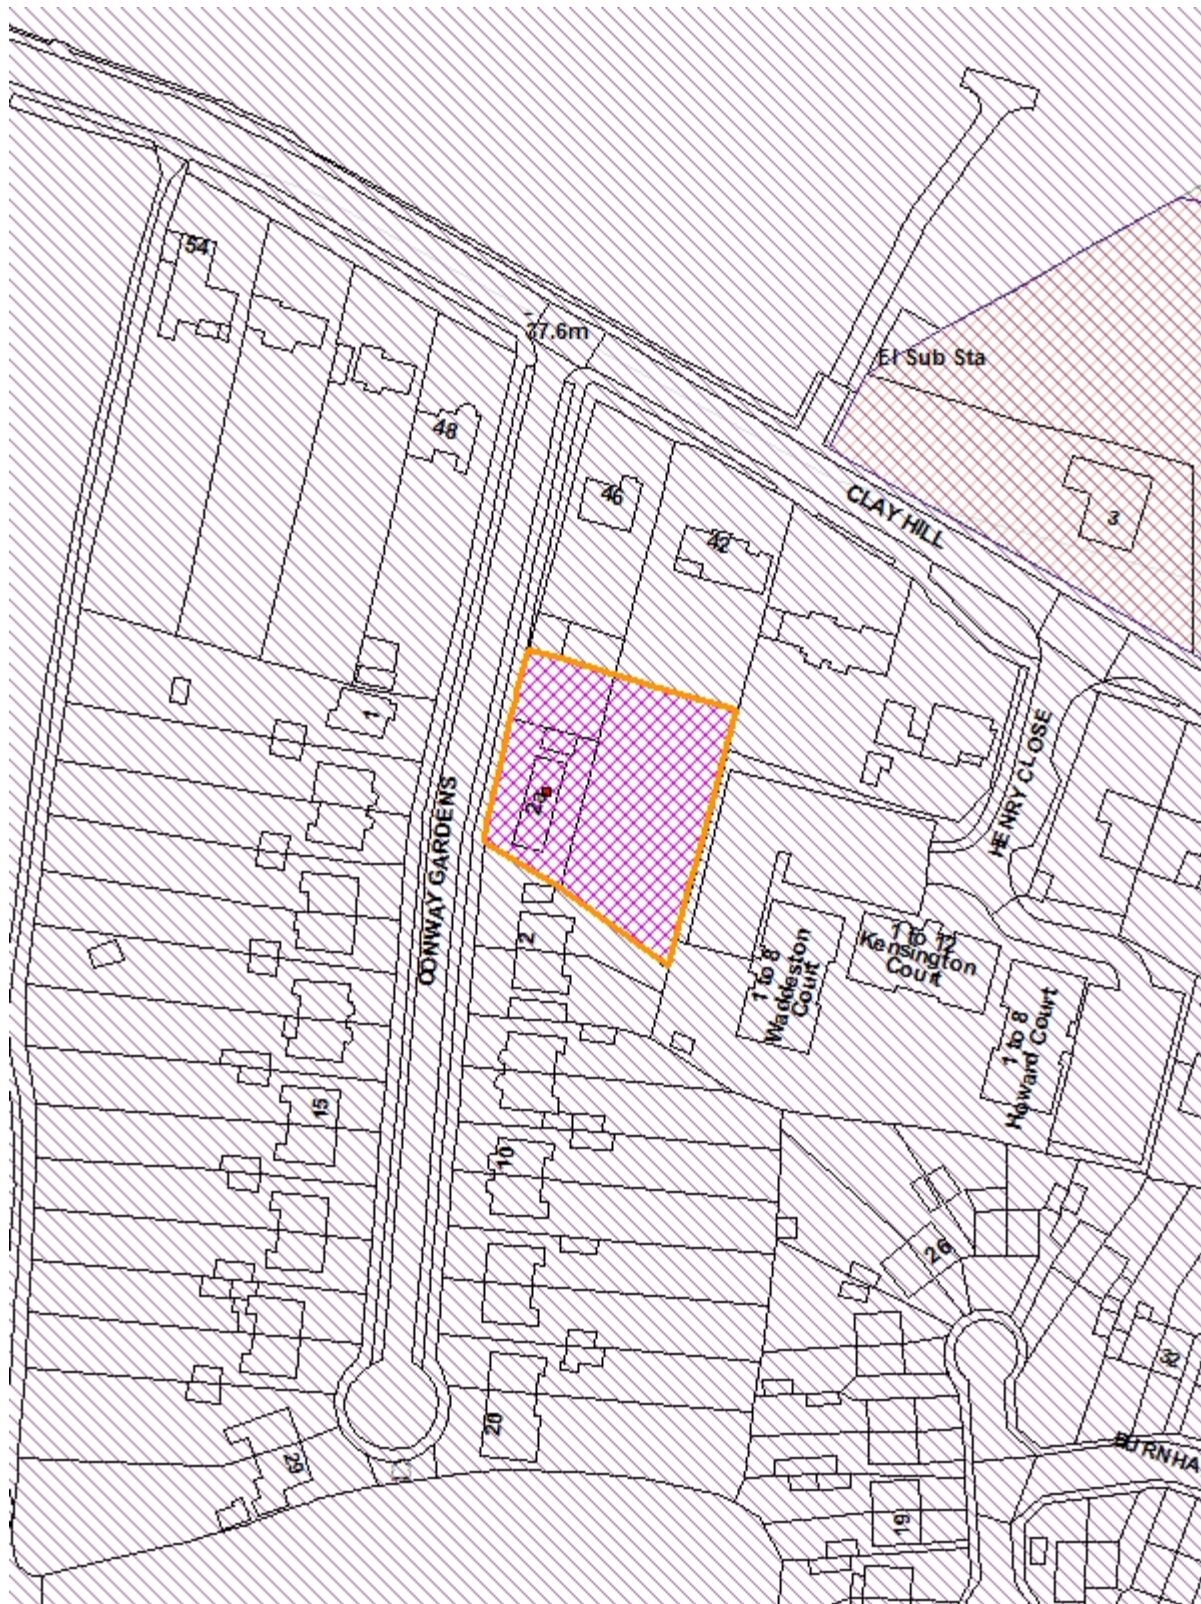 54
37.6m
El Sub Sta
48
46
CLAY HILL
42
3
1
HENRY CLOSE
2a
CONWAY GARDENS
2
1 to 12
Kensington
Court
1 to 8
Waddeston
Court
1 to 8
Howard Court
15
10
26
32
20
29
BURNHA
19